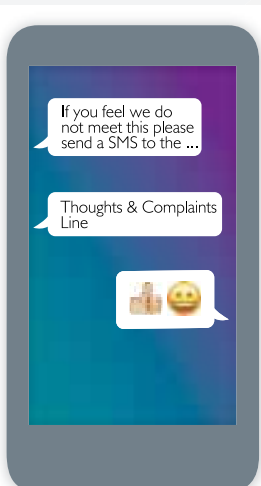 If you feel we do
not meet this please
send a SMS to the ...
Thoughts & Complaints
Line